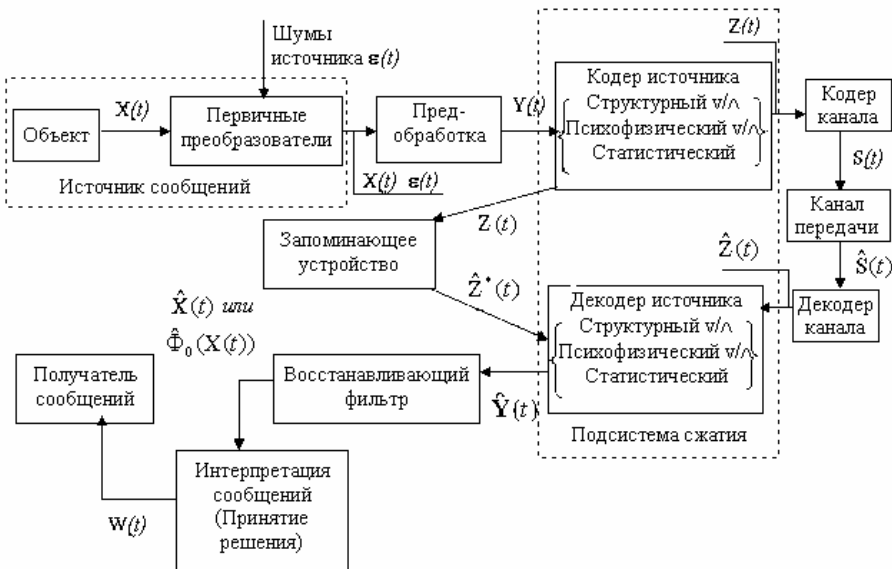 Шумы
источника ε(t)
Z(t)
Кодер источника
Структурный v/∧
Психофизический v/∧
Статистический
X(t)
Y(t)
Объект
Первичные
преобразователи
Пред-
обработка
Кодер
канала
Источник сообщений
X(t) ε(t)
S(t)
Z(t)
Канал
передачи
Запоминающее
устройство
Ẑ(t)
Ŝ(t)
Ẑ*(t)
Декодер источника
Структурный v/∧
Психофизический v/∧
Статистический
Декодер
канала
X̂(t) или
Φ̂₀(X(t))
Получатель
сообщений
Восстанавливающий
фильтр
Ŷ(t)
Подсистема сжатия
Интерпретация
сообщений
(Принятие
решения)
W(t)